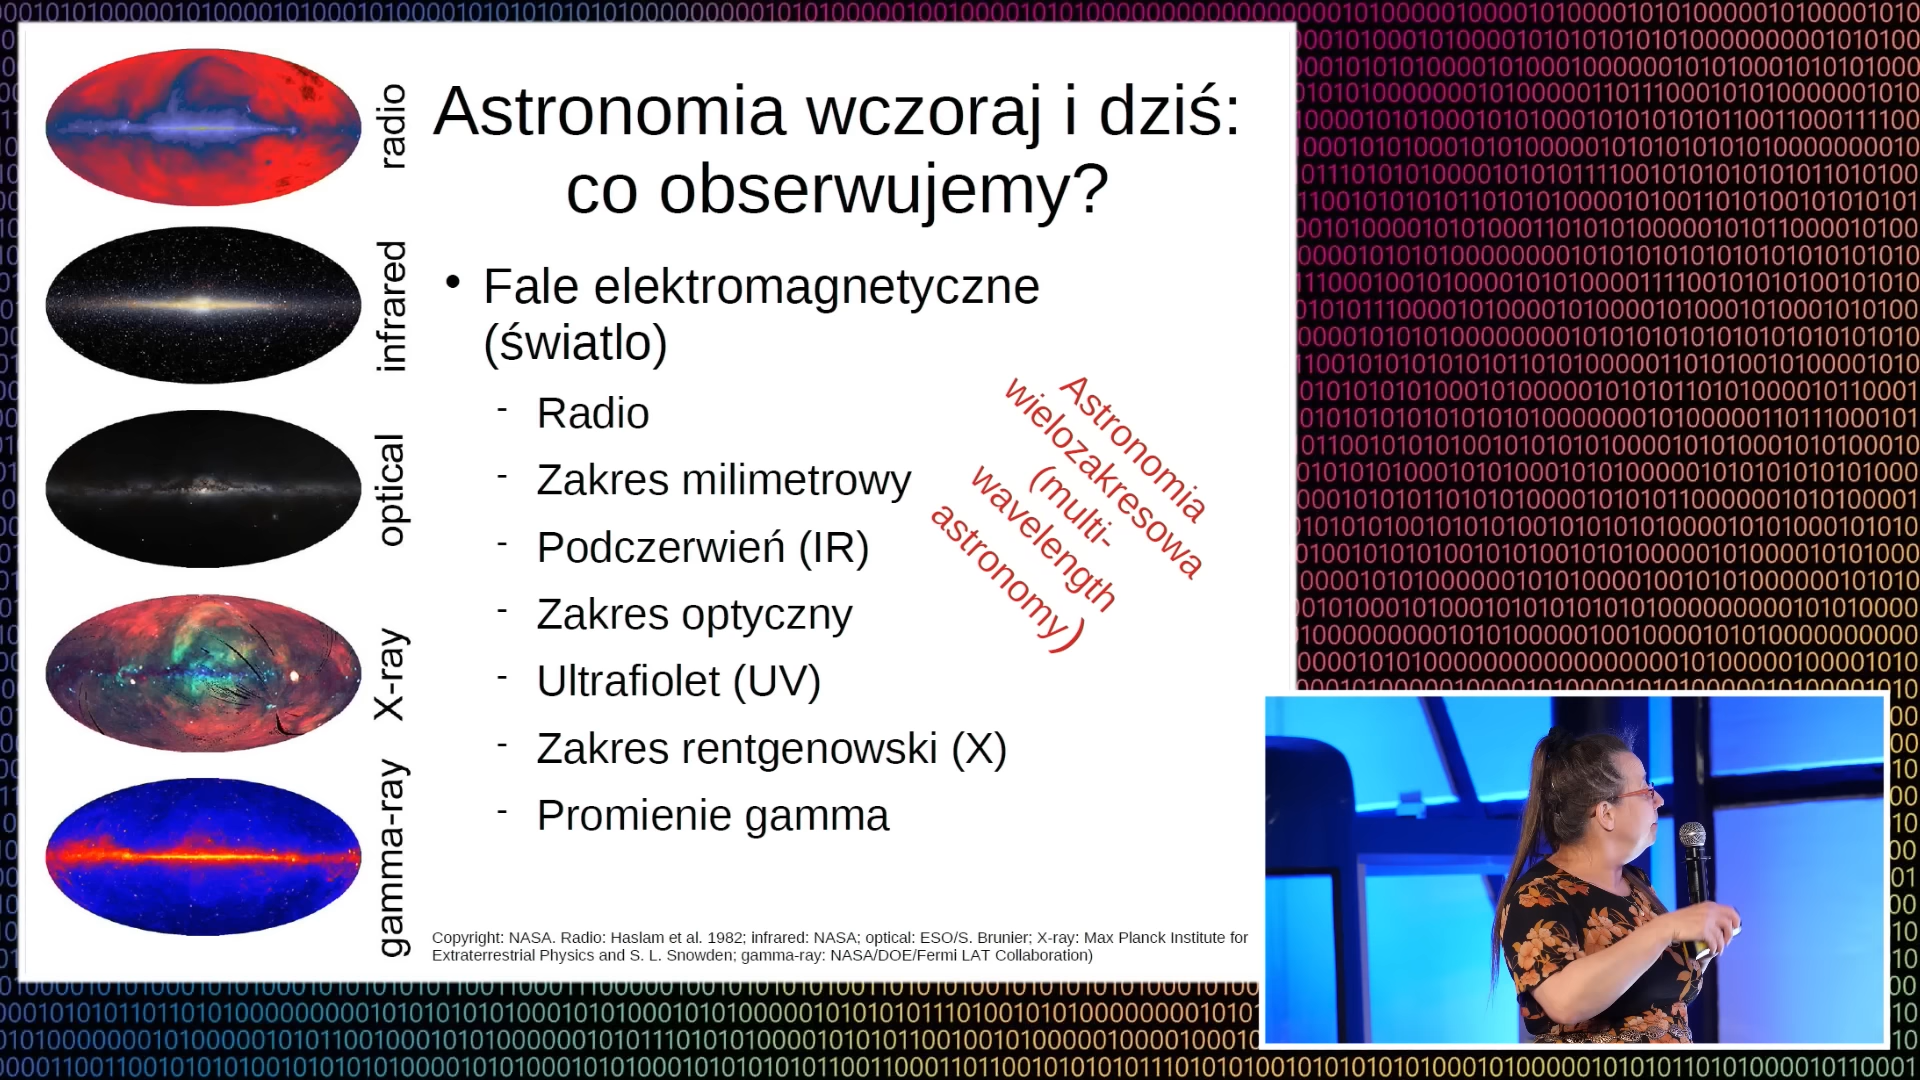 Astronomia wczoraj i dziś:
co obserwujemy?
radio
infrared
optical
X-ray
gamma-ray
• Fale elektromagnetyczne
(światlo)
- Radio
- Zakres milimetrowy
- Podczerwień (IR)
- Zakres optyczny
- Ultrafiolet (UV)
- Zakres rentgenowski (X)
- Promienie gamma
Astronomia
wielozakresowa
(multi-
wavelength
astronomy)
Copyright: NASA. Radio: Haslam et al. 1982; infrared: NASA; optical: ESO/S. Brunier; X-ray: Max Planck Institute for
Extraterrestrial Physics and S. L. Snowden; gamma-ray: NASA/DOE/Fermi LAT Collaboration)